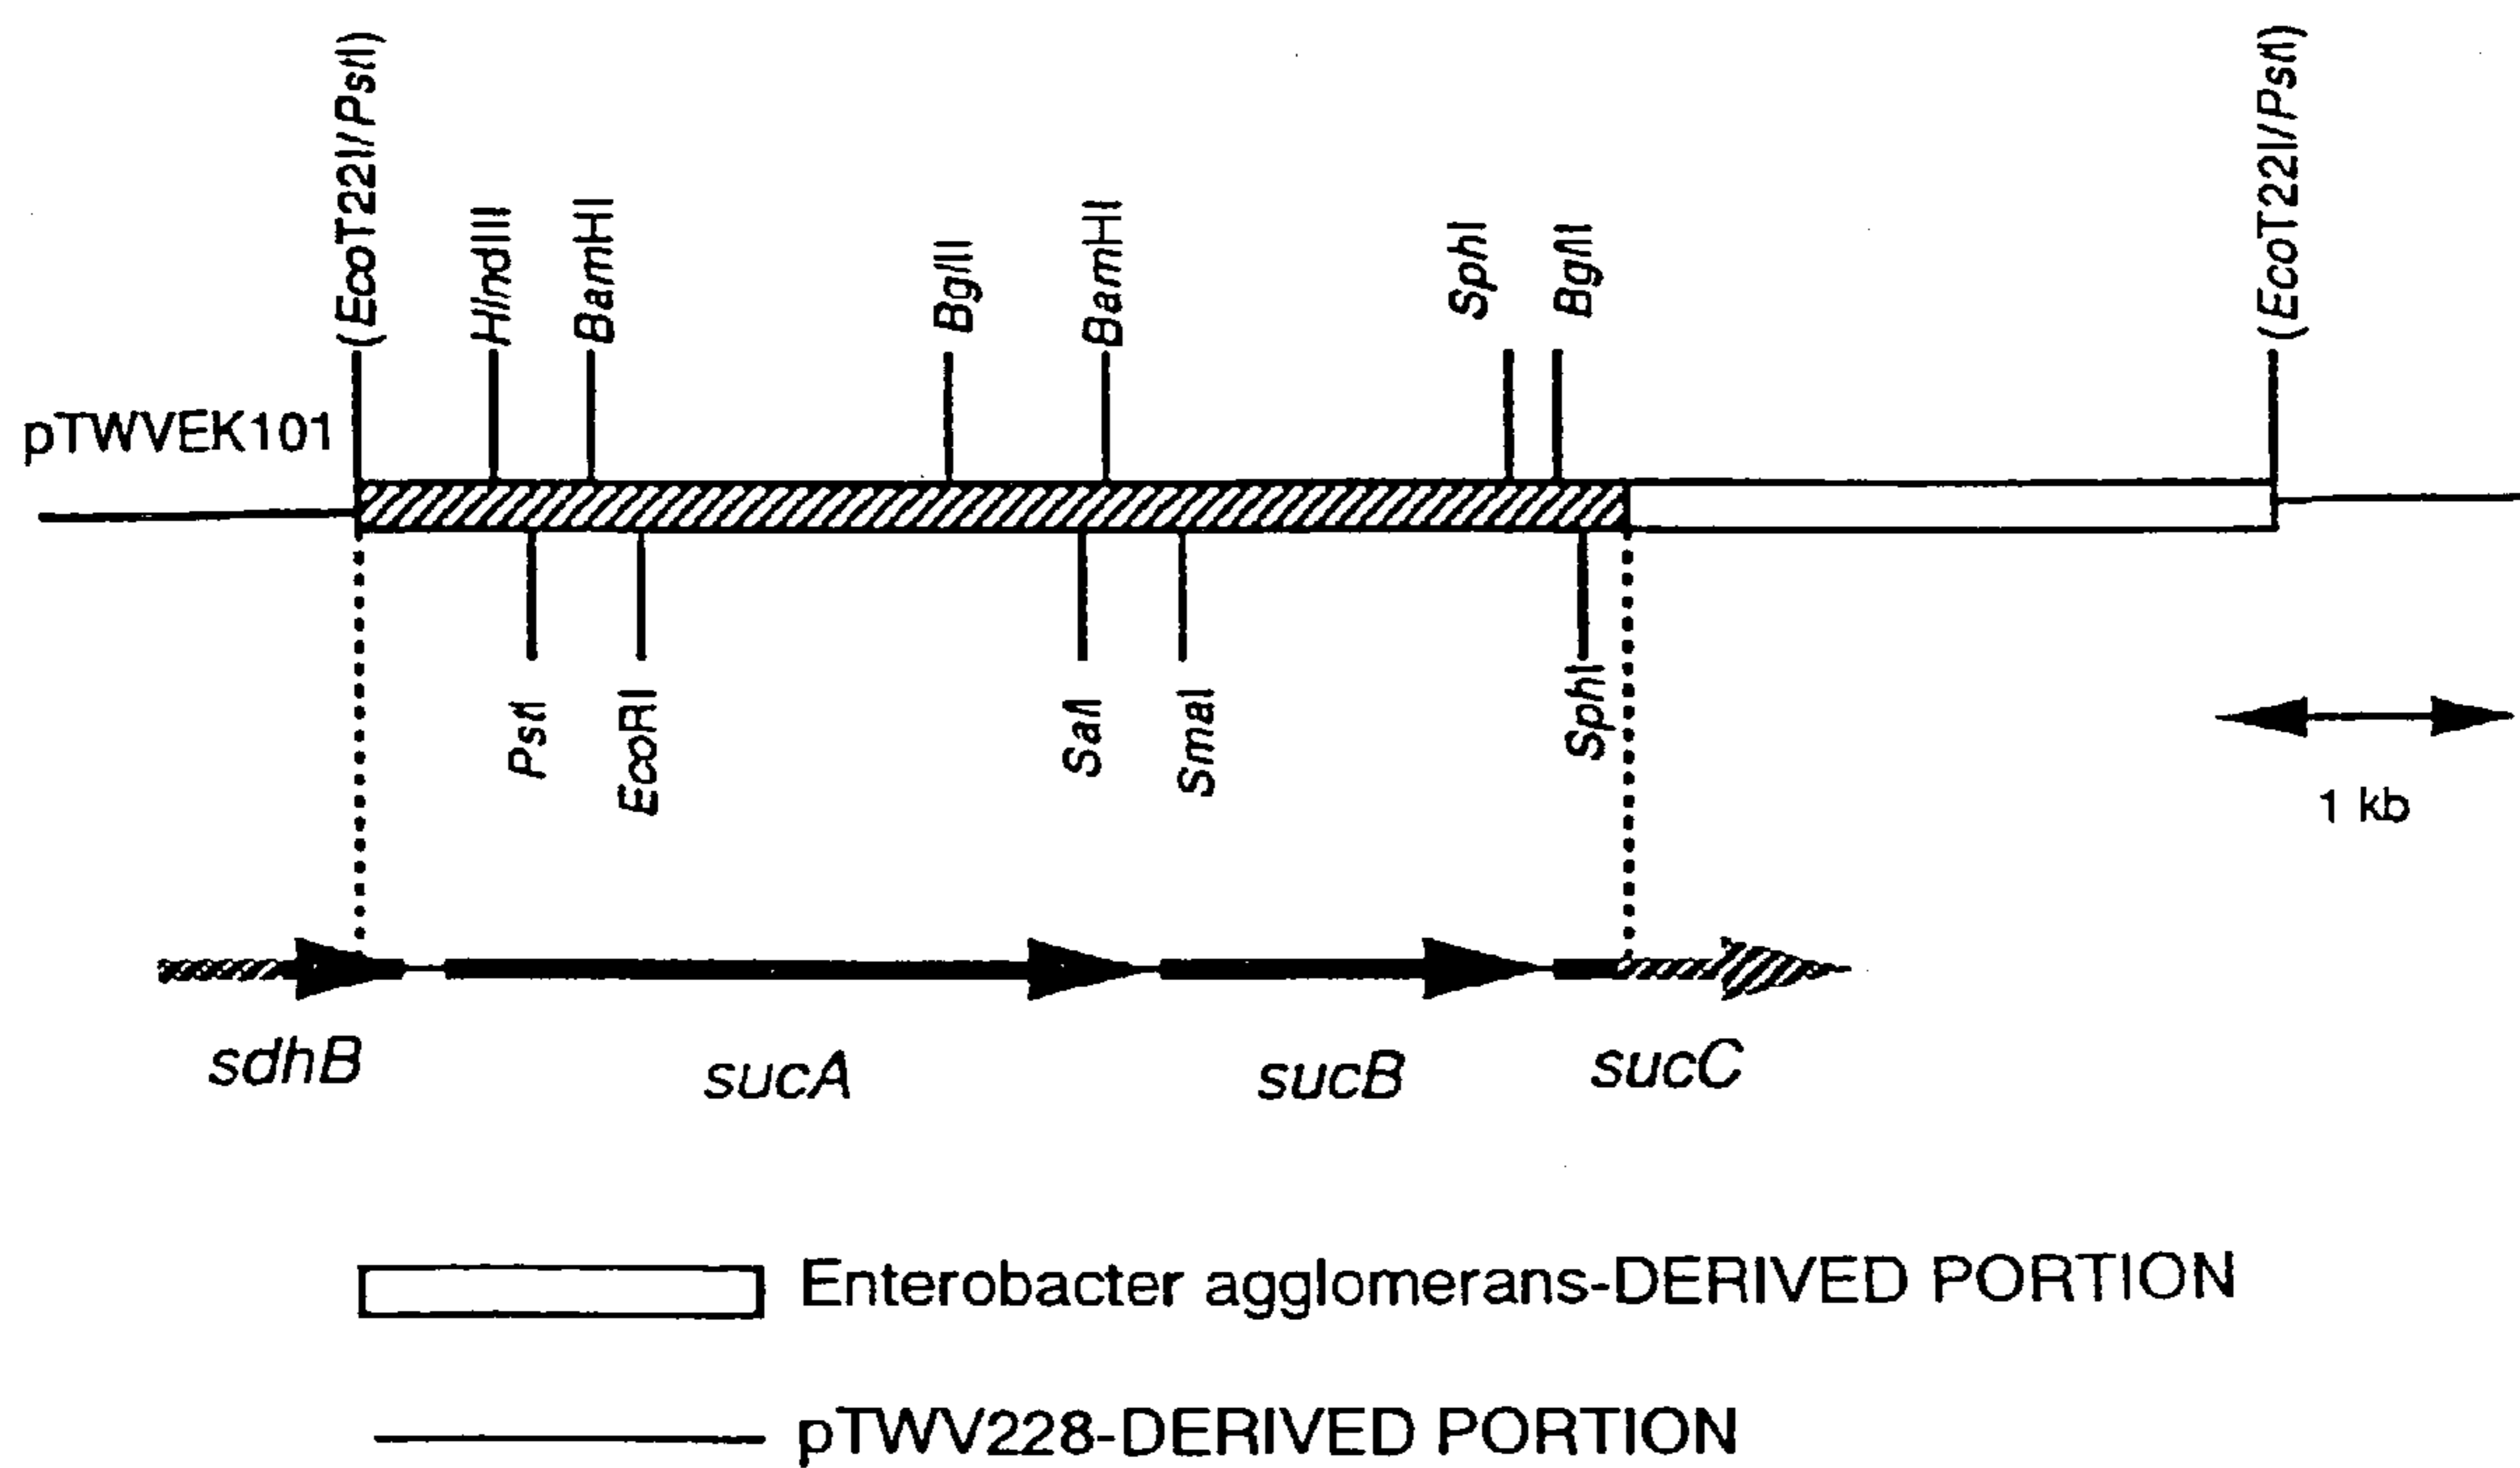 (EcoT22I/PstI)
HindIII
BamHI
BglII
BamHI
SphI
BglII
(EcoT22I/PstI)
pTWVEK101
PstI
EcoRI
SalI
SmaI
SphI
1 kb
sdhB
sucA
sucB
sucC
Enterobacter agglomerans-DERIVED PORTION
pTWV228-DERIVED PORTION